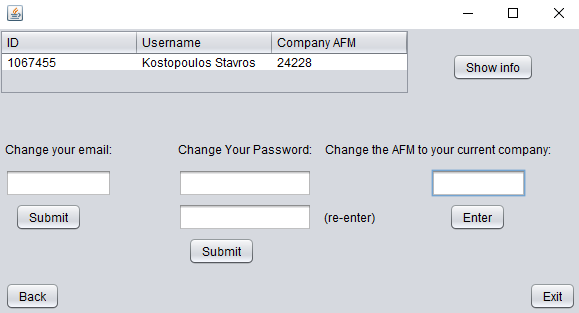 ID Username Company AFM
1067455 Kostopoulos Stavros 24228
Show info
Change your email: Change Your Password: Change the AFM to your current company:
Submit (re-enter) Enter
Submit
Back Exit